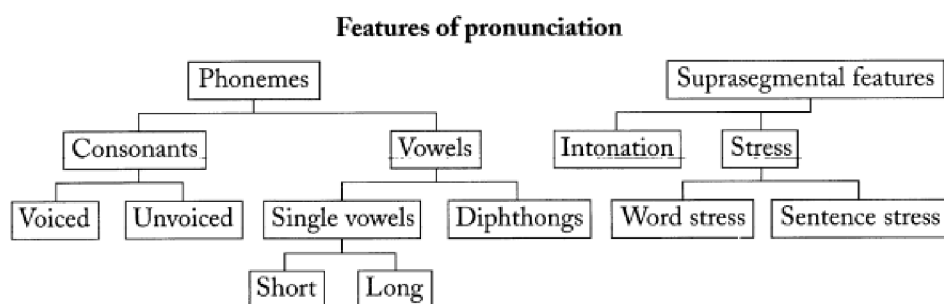 Features of pronunciation
Phonemes
Suprasegmental features
Consonants
Vowels
Intonation
Stress
Voiced
Unvoiced
Single vowels
Diphthongs
Word stress
Sentence stress
Short
Long